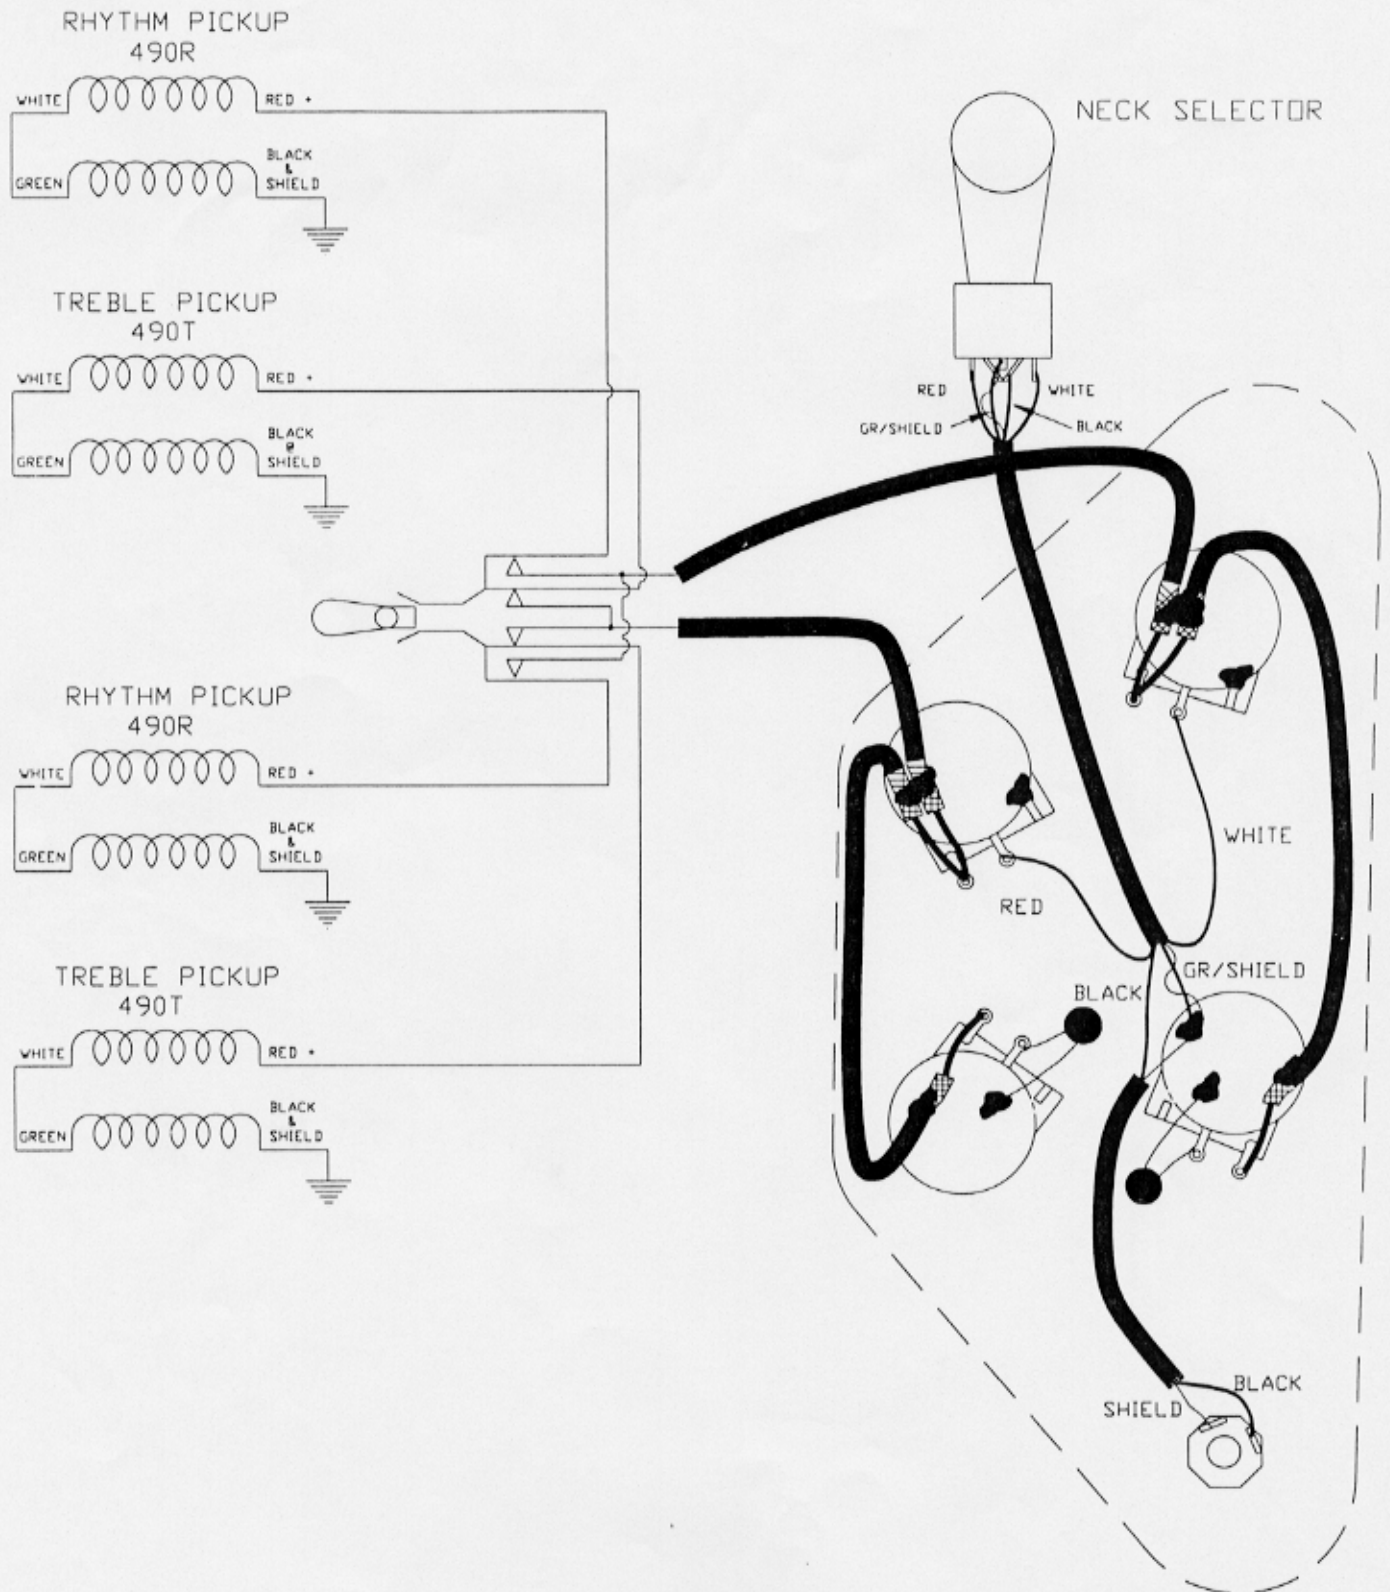 RHYTHM PICKUP
490R
WHITE
RED +
BLACK
&
SHIELD
GREEN
TREBLE PICKUP
490T
WHITE
RED +
BLACK
@
SHIELD
GREEN
RHYTHM PICKUP
490R
WHITE
RED +
BLACK
&
SHIELD
GREEN
TREBLE PICKUP
490T
WHITE
RED +
BLACK
&
SHIELD
GREEN
NECK SELECTOR
RED
WHITE
GR/SHIELD
BLACK
WHITE
RED
GR/SHIELD
BLACK
BLACK
SHIELD